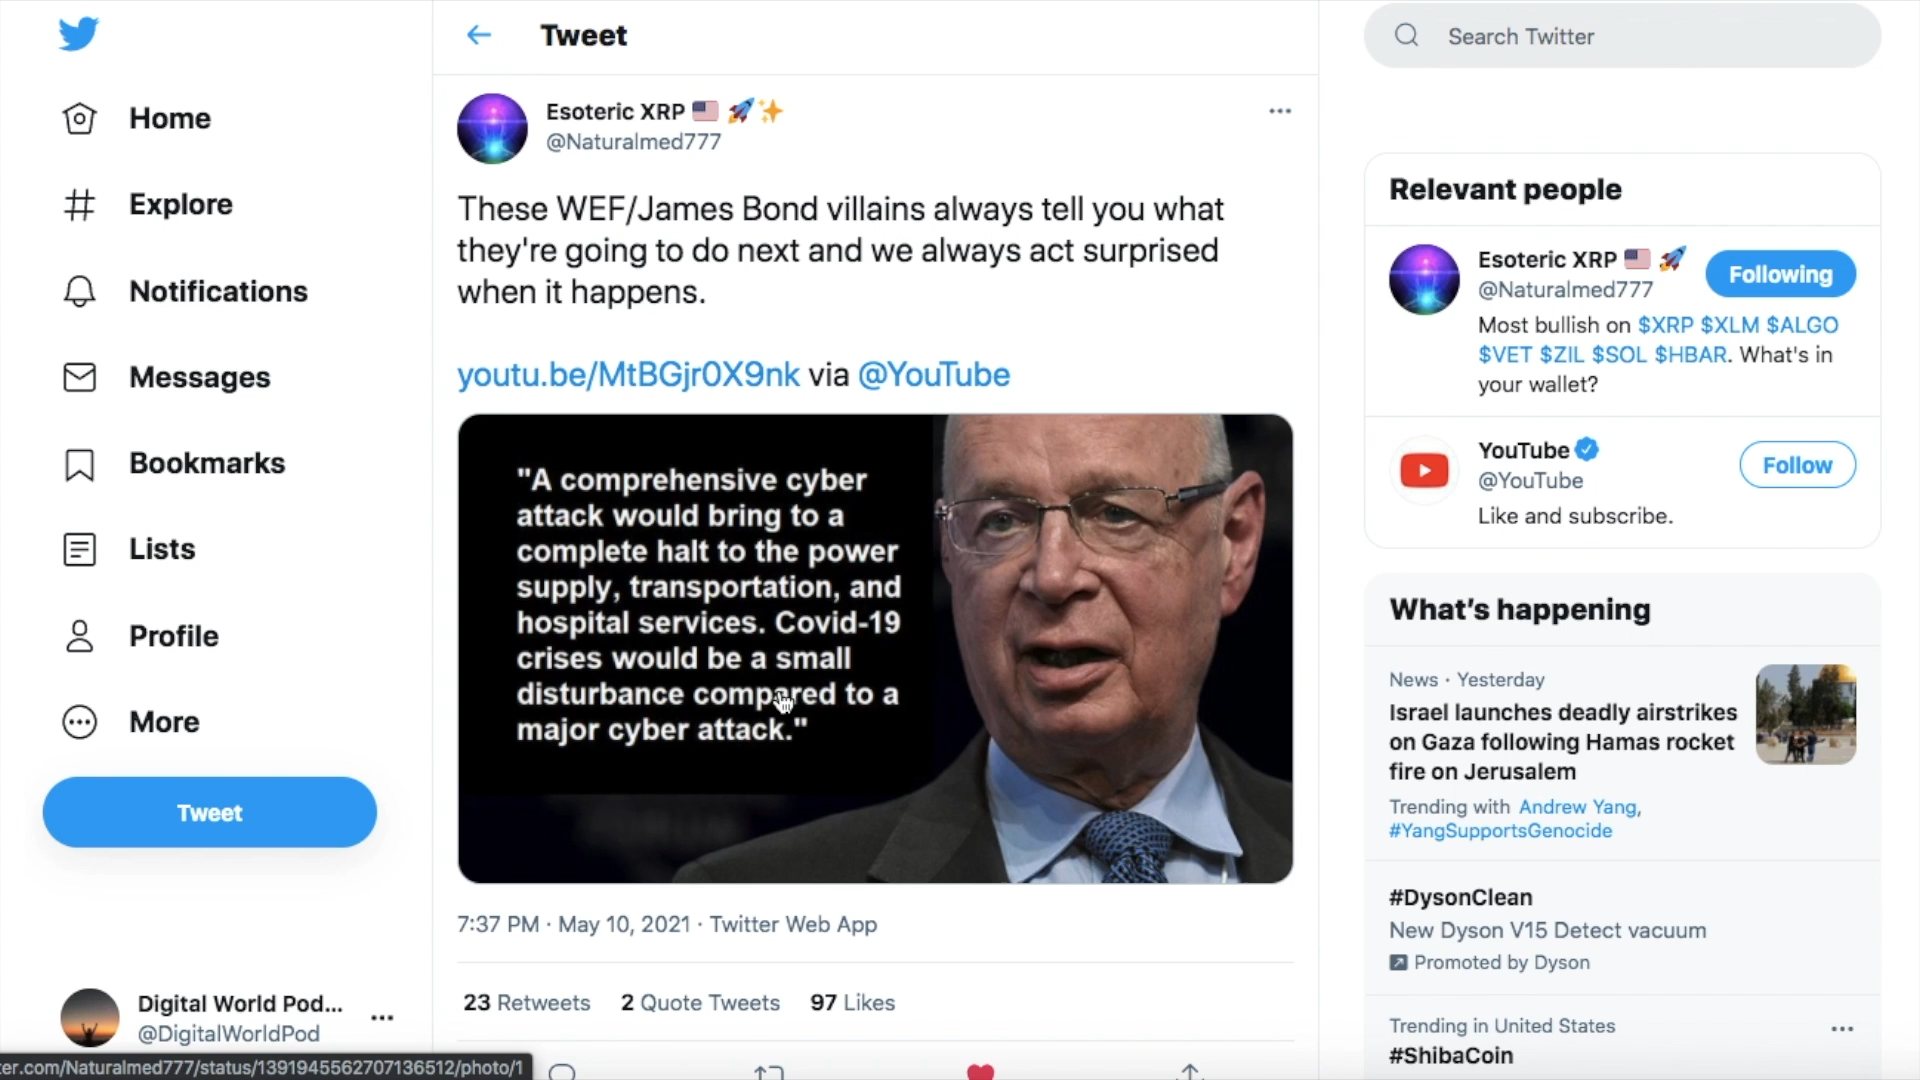 Home
Explore
Notifications
Messages
Bookmarks
Lists
Profile
More
Tweet
Digital World Pod...
@DigitalWorldPod
ter.com/Naturalmed777/status/1391945562707136512/photo/1
Tweet
Esoteric XRP
@Naturalmed777
These WEF/James Bond villains always tell you what
they're going to do next and we always act surprised
when it happens.
youtu.be/MtBGjr0X9nk via @YouTube
"A comprehensive cyber
attack would bring to a
complete halt to the power
supply, transportation, and
hospital services. Covid-19
crises would be a small
disturbance compared to a
major cyber attack."
7:37 PM · May 10, 2021 · Twitter Web App
23 Retweets 2 Quote Tweets 97 Likes
Search Twitter
Relevant people
Esoteric XRP
@Naturalmed777
Following
Most bullish on $XRP $XLM $ALGO
$VET $ZIL $SOL $HBAR. What's in
your wallet?
YouTube
@YouTube
Follow
Like and subscribe.
What's happening
News · Yesterday
Israel launches deadly airstrikes
on Gaza following Hamas rocket
fire on Jerusalem
Trending with Andrew Yang,
#YangSupportsGenocide
#DysonClean
New Dyson V15 Detect vacuum
Promoted by Dyson
Trending in United States
#ShibaCoin